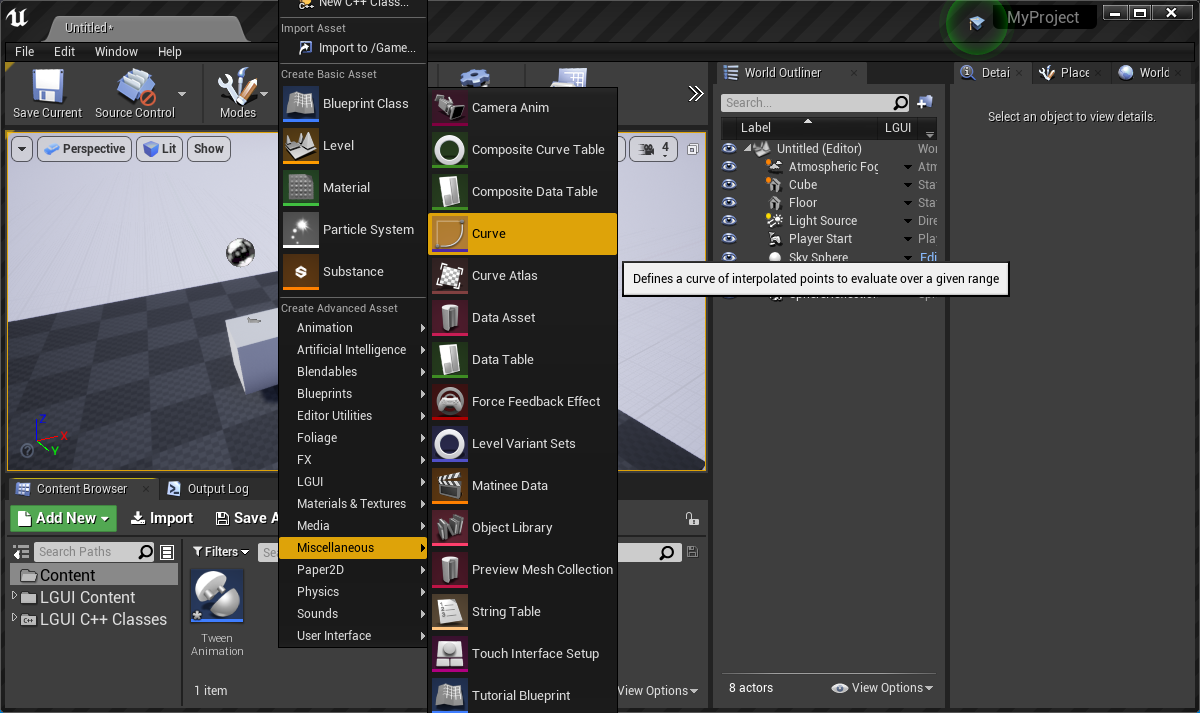 Untitled*
MyProject
File Edit Window Help
Save Current
Source Control
Modes
Perspective
Lit
Show
4
Z
X
Y
New C++ Class...
Import Asset
Import to /Game...
Create Basic Asset
Blueprint Class
Level
Material
Particle System
Substance
Create Advanced Asset
Animation
Artificial Intelligence
Blendables
Blueprints
Editor Utilities
Foliage
FX
LGUI
Materials & Textures
Media
Miscellaneous
Paper2D
Physics
Sounds
User Interface
Camera Anim
Composite Curve Table
Composite Data Table
Curve
Curve Atlas
Data Asset
Data Table
Force Feedback Effect
Level Variant Sets
Matinee Data
Object Library
Preview Mesh Collection
String Table
Touch Interface Setup
Tutorial Blueprint
Defines a curve of interpolated points to evaluate over a given range
World Outliner
Search...
Label LGUI
Untitled (Editor) Wor
Atmospheric Fog Atm
Cube Sta
Floor Sta
Light Source Dire
Player Start Pla
Sky Sphere Edi
8 actors
View Options
Detai
Place
World
Select an object to view details.
Content Browser
Output Log
Add New
Import
Save A
Search Paths
Filters
Sea
Content
LGUI Content
LGUI C++ Classes
Tween
Animation
1 item
View Options